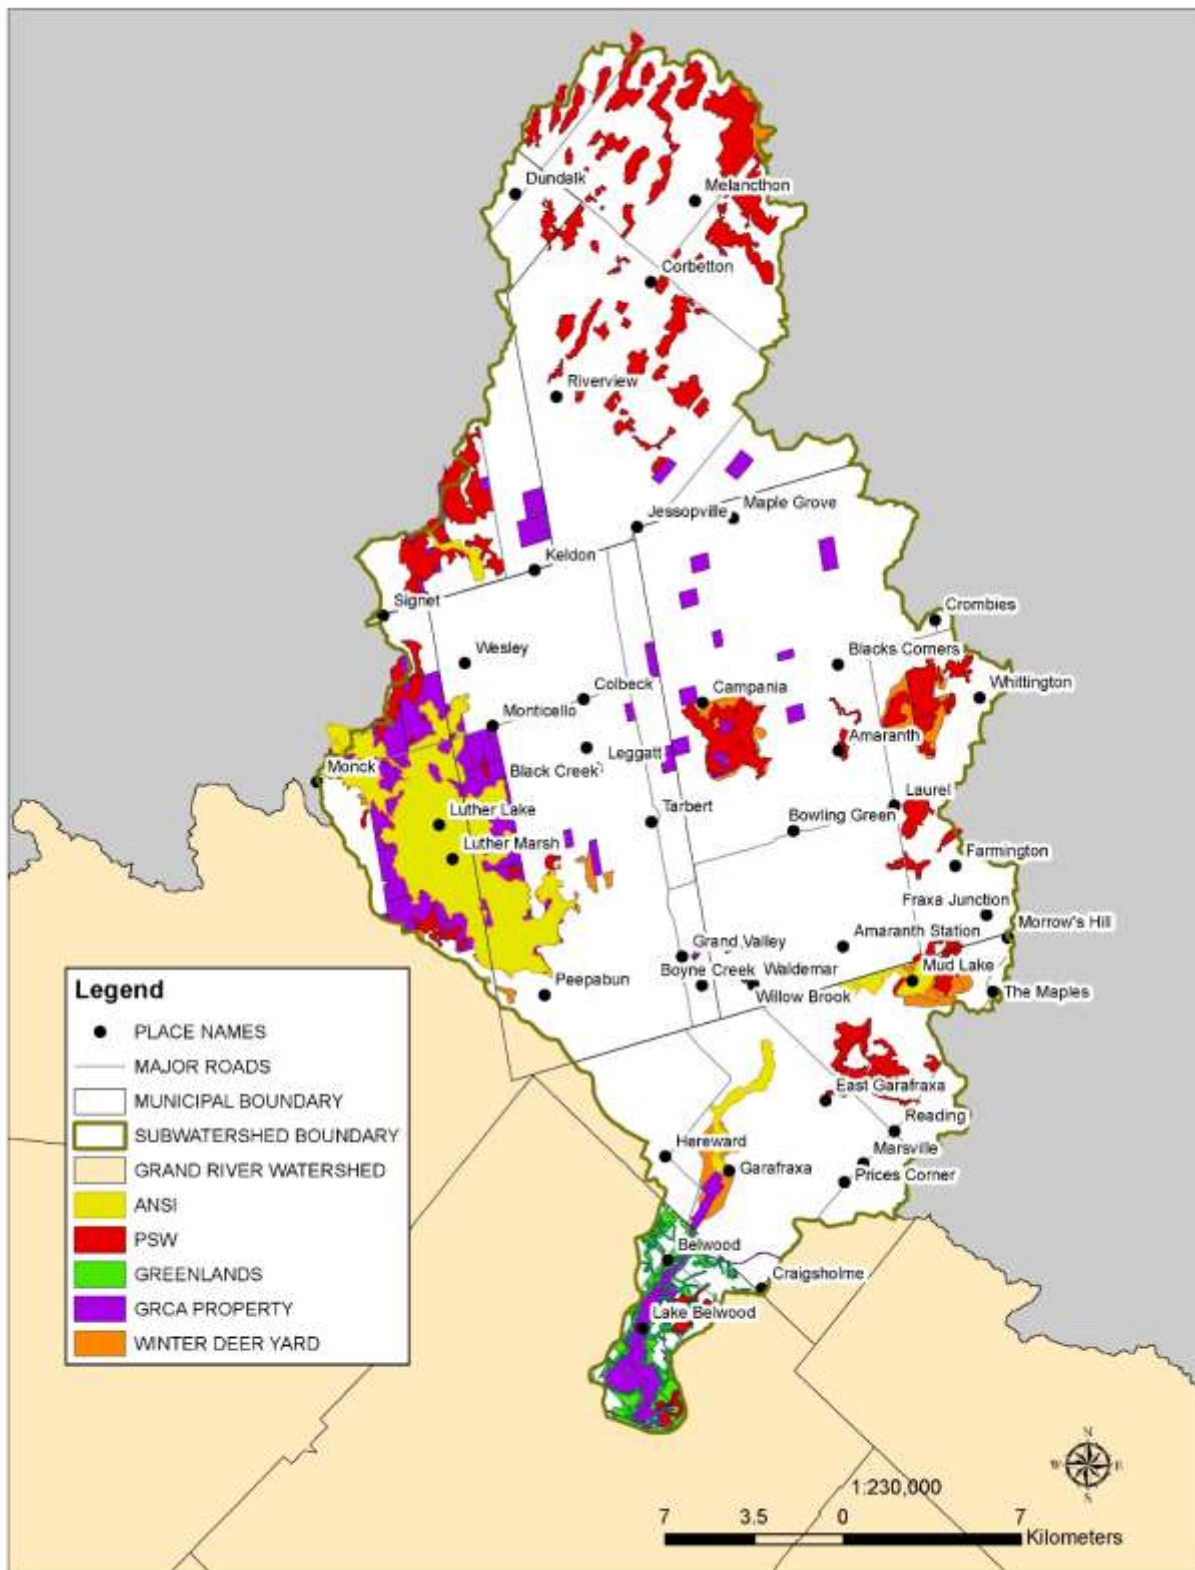 Dundalk
Melancthon
Corbetton
Riverview
Jessopville
Maple Grove
Keldon
Signet
Crombies
Wesley
Blacks Corners
Whittington
Colbeck
Campania
Monticello
Amaranth
Leggatt
Monck
Black Creek
Laurel
Luther Lake
Tarbert
Bowling Green
Luther Marsh
Farmington
Fraxa Junction
Morrow's Hill
Grand Valley
Amaranth Station
Boyne Creek
Waldemar
Mud Lake
Peepabun
Willow Brook
The Maples
East Garafraxa
Reading
Hereward
Marsville
Garafraxa
Prices Corner
Belwood
Craigsholme
Lake Belwood
Legend
PLACE NAMES
MAJOR ROADS
MUNICIPAL BOUNDARY
SUBWATERSHED BOUNDARY
GRAND RIVER WATERSHED
ANSI
PSW
GREENLANDS
GRCA PROPERTY
WINTER DEER YARD
N
W E
S
1:230,000
7 3.5 0 7
Kilometers